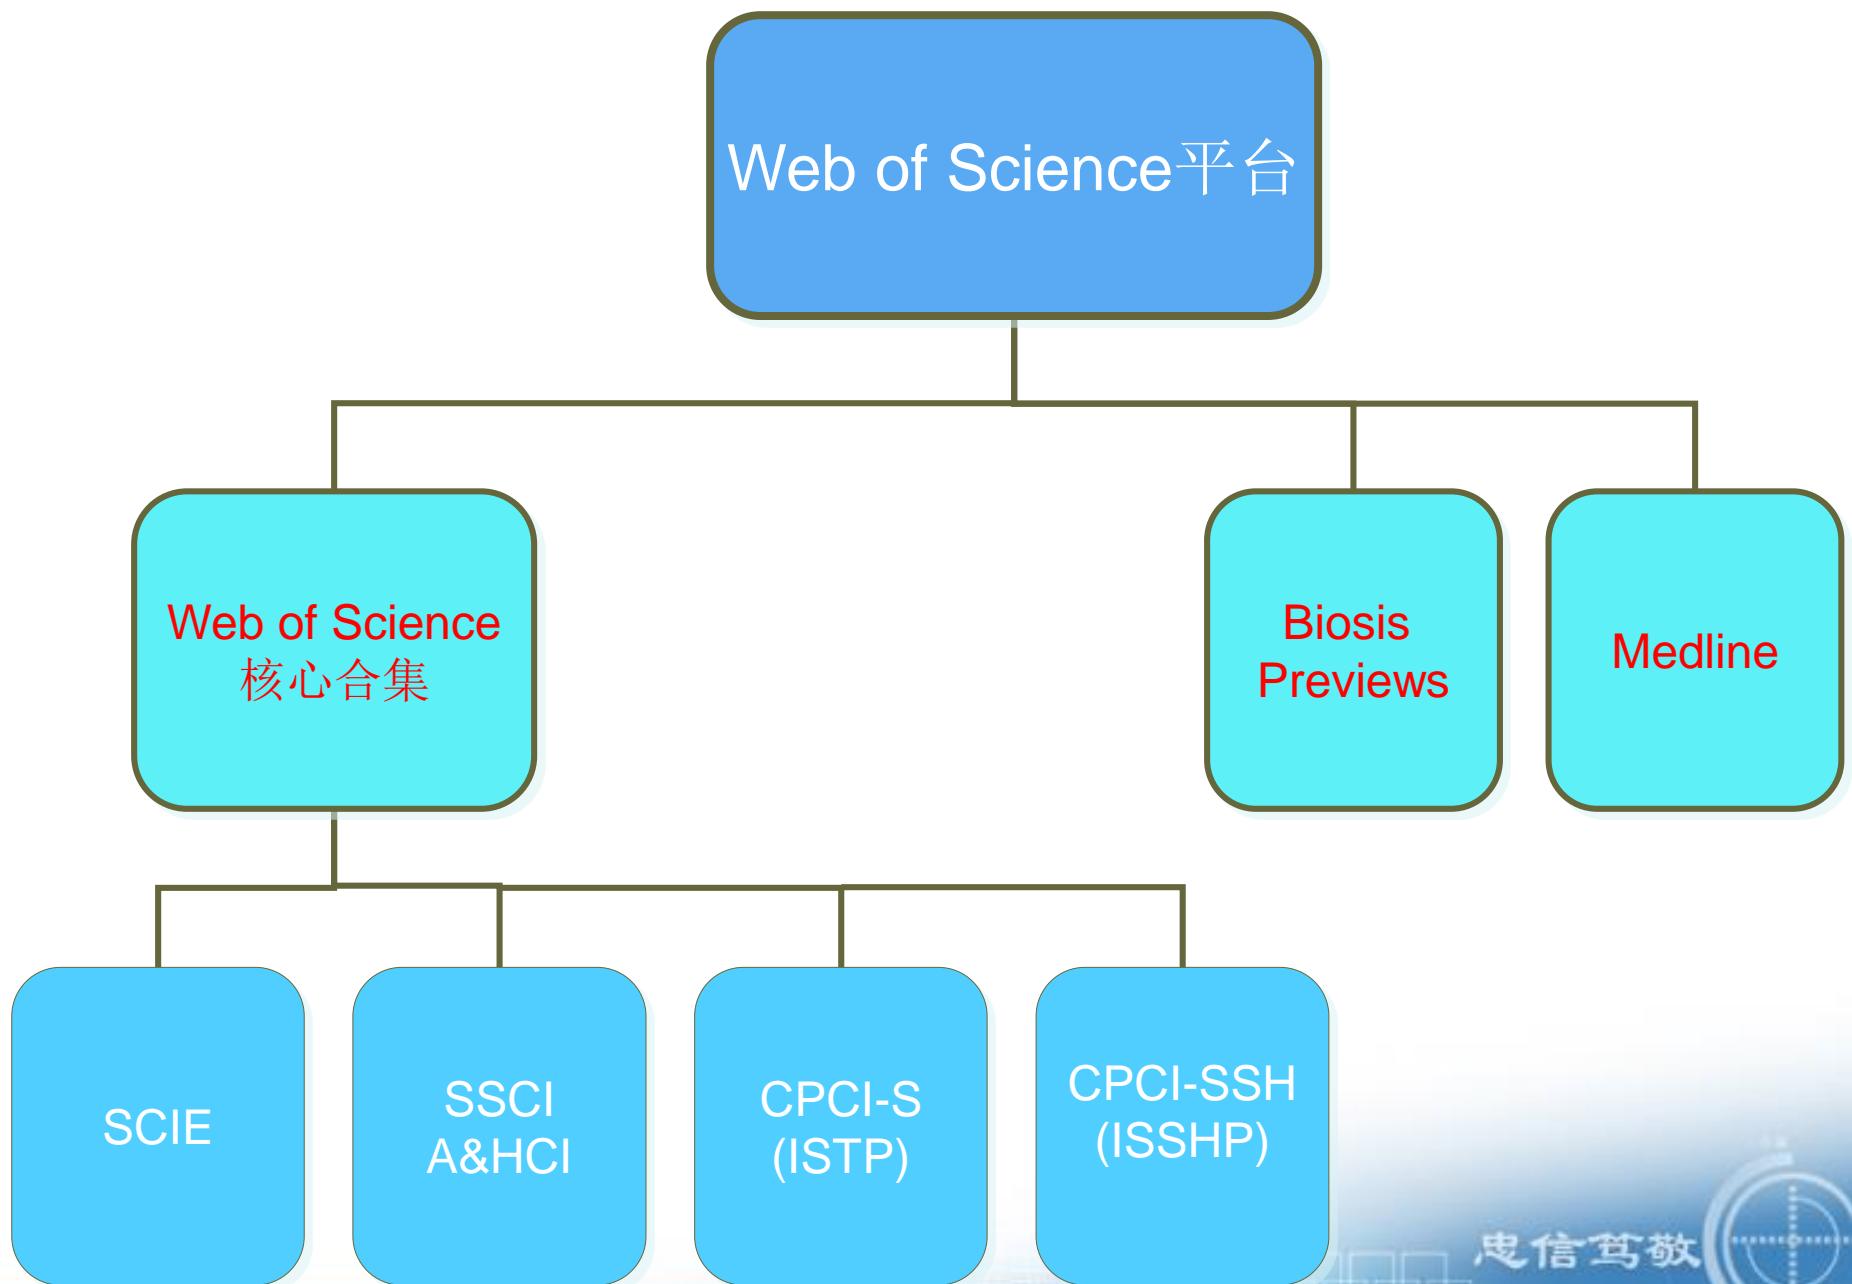 Web of Science平台
Web of Science
核心合集
Biosis
Previews
Medline
SCIE
SSCI
A&HCI
CPCI-S
(ISTP)
CPCI-SSH
(ISSHP)
忠信笃敬